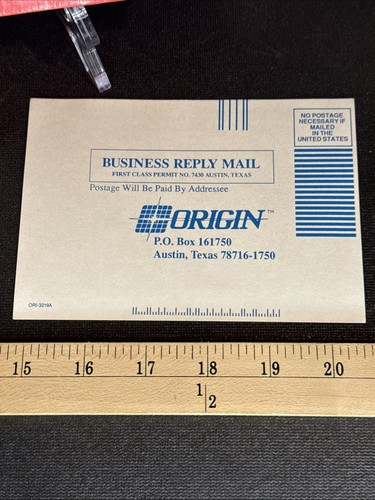 NO POSTAGE
NECESSARY IF
MAILED
IN THE
UNITED STATES
BUSINESS REPLY MAIL
FIRST CLASS PERMIT NO. 7430 AUSTIN, TEXAS
Postage Will Be Paid By Addressee
ORIGIN™
P.O. Box 161750
Austin, Texas 78716-1750
ORI-3219A
15 16 17 18 19 20
1/2